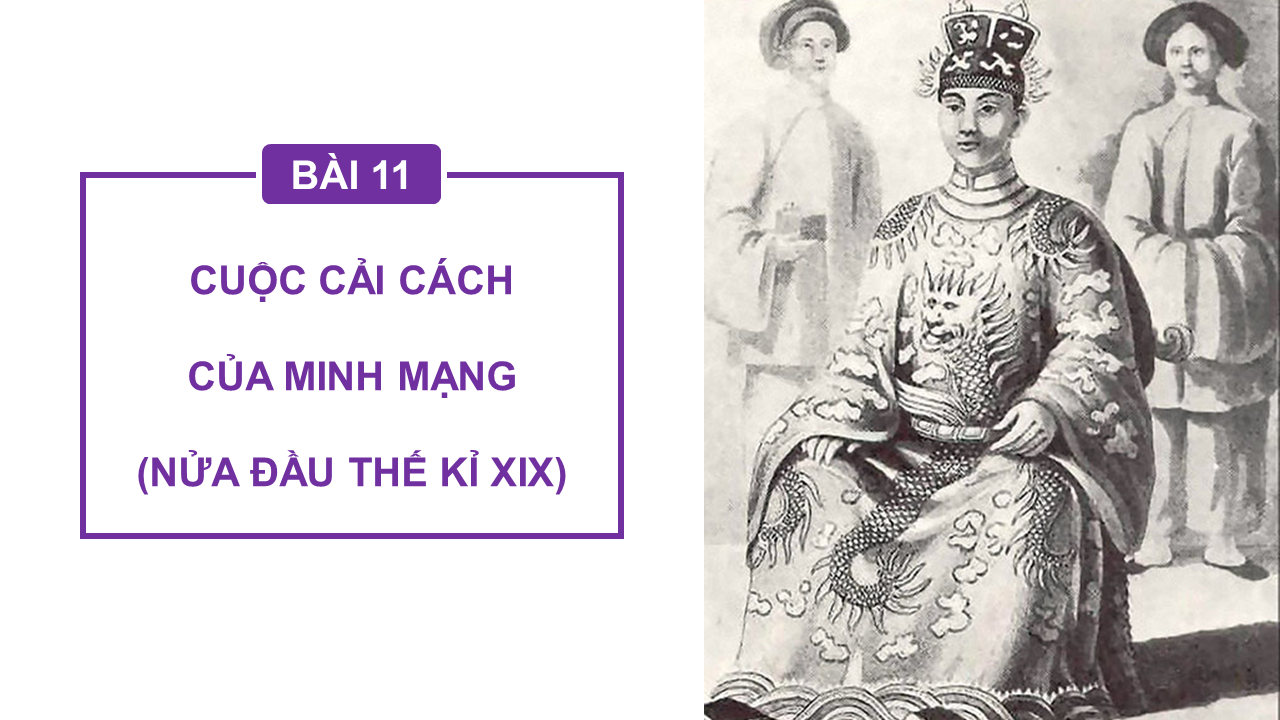 BÀI 11
CUỘC CẢI CÁCH
CỦA MINH MẠNG
(NỬA ĐẦU THẾ KỈ XIX)